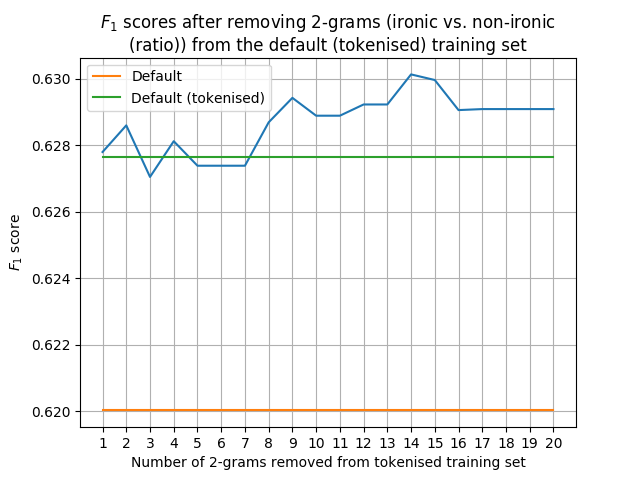 F1 scores after removing 2-grams (ironic vs. non-ironic
(ratio)) from the default (tokenised) training set
Default
Default (tokenised)
0.630
0.628
0.626
0.624
0.622
0.620
F1 score
1 2 3 4 5 6 7 8 9 10 11 12 13 14 15 16 17 18 19 20
Number of 2-grams removed from tokenised training set